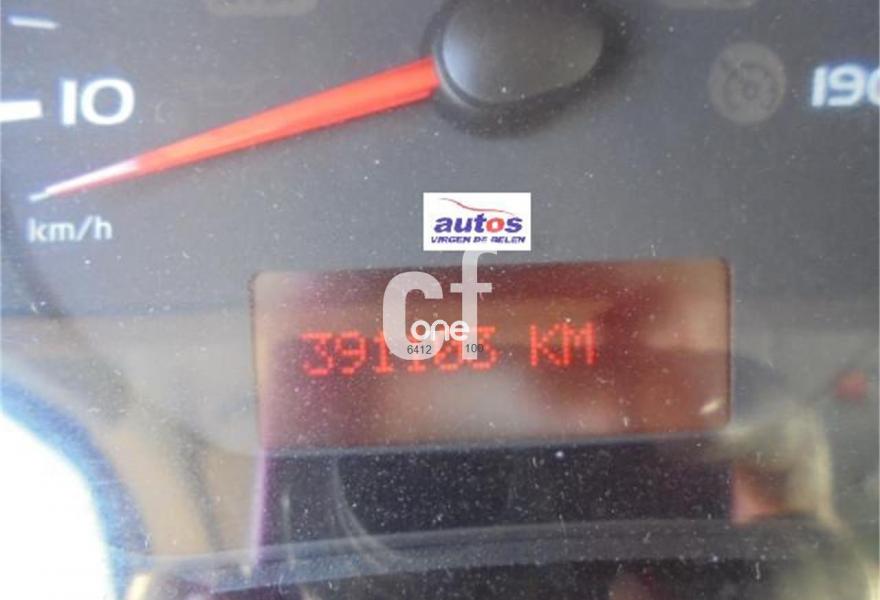 10
190
km/h
autos
VIRGEN DE BELEN
cf
one
6412 100
KM